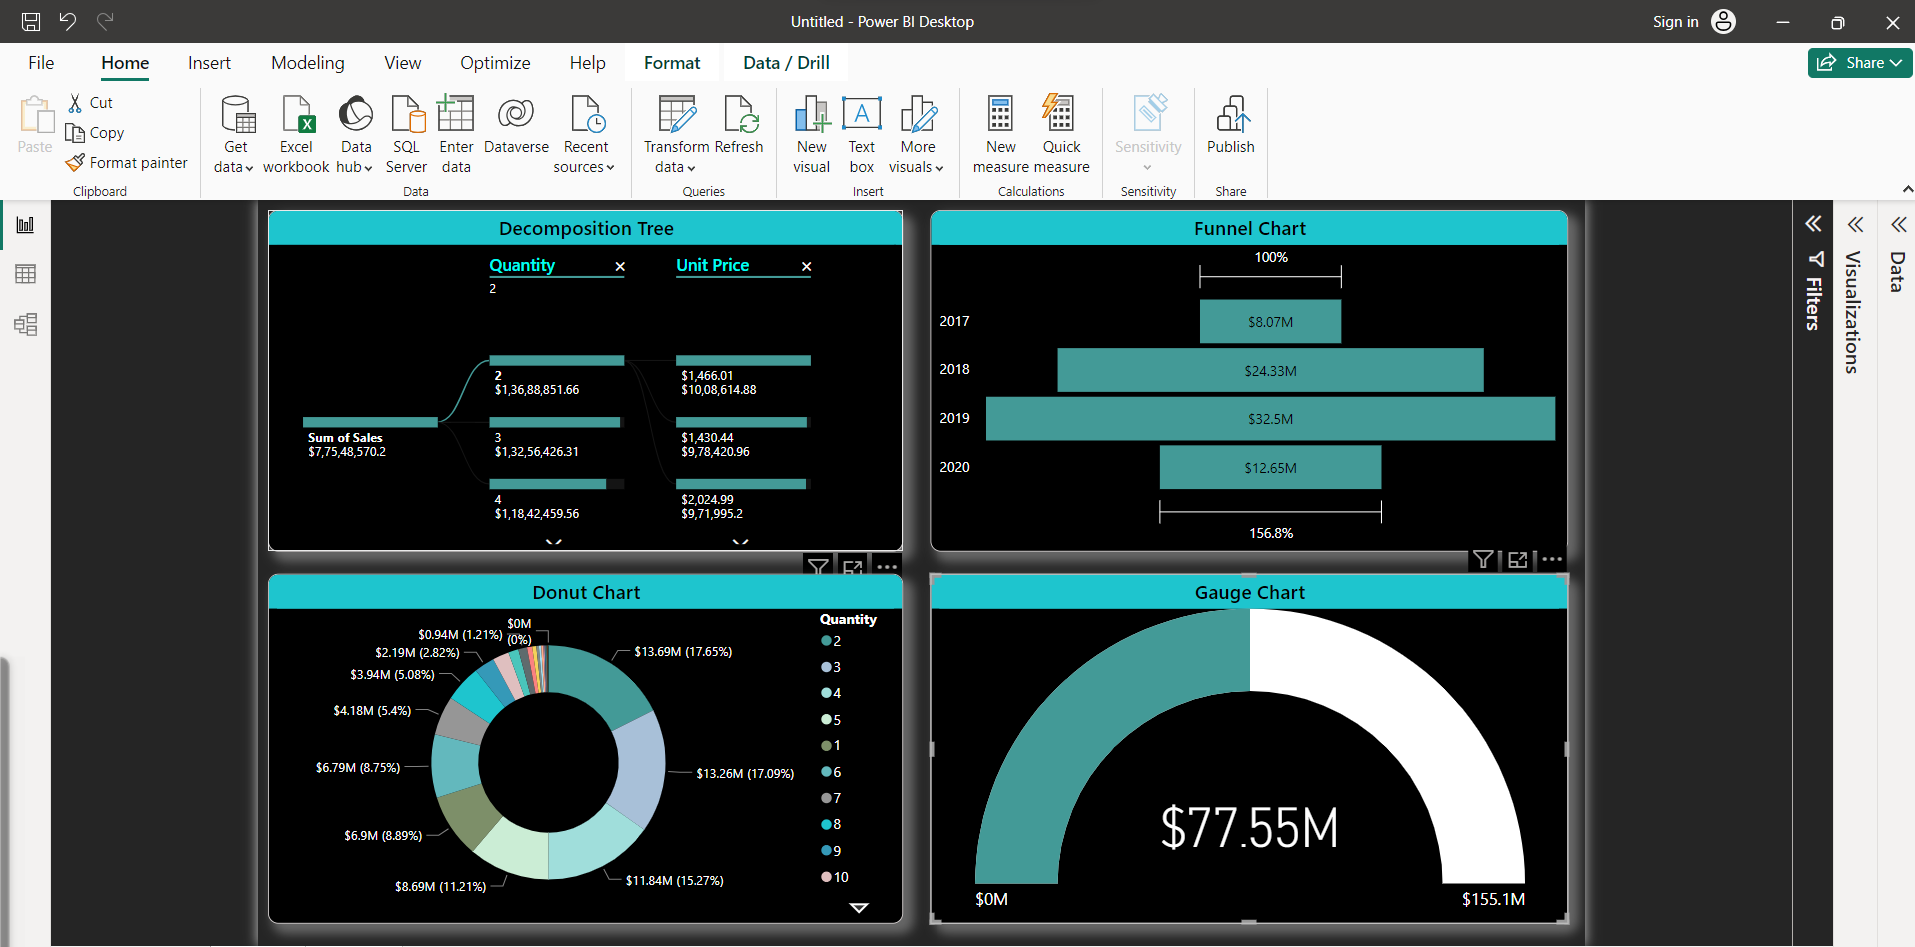 Untitled - Power BI Desktop
Sign in
File Home Insert Modeling View Optimize Help Format Data / Drill
Share
Paste
Cut
Copy
Format painter
Clipboard
Get data
Excel workbook
Data hub
SQL Server
Enter data
Dataverse
Recent sources
Data
Transform data
Refresh
Queries
New visual
Text box
More visuals
Insert
New measure
Quick measure
Calculations
Sensitivity
Sensitivity
Publish
Share
Decomposition Tree
Quantity
2
Unit Price
Sum of Sales
$7,75,48,570.2
2
$1,36,88,851.66
3
$1,32,56,426.31
4
$1,18,42,459.56
$1,466.01
$10,08,614.88
$1,430.44
$9,78,420.96
$2,024.99
$9,71,995.2
Funnel Chart
100%
2017 $8.07M
2018 $24.33M
2019 $32.5M
2020 $12.65M
156.8%
Filters
Visualizations
Data
Donut Chart
$0M
(0%)
$0.94M (1.21%)
$2.19M (2.82%)
$3.94M (5.08%)
$4.18M (5.4%)
$6.79M (8.75%)
$6.9M (8.89%)
$8.69M (11.21%)
$11.84M (15.27%)
$13.26M (17.09%)
$13.69M (17.65%)
Quantity
2
3
4
5
1
6
7
8
9
10
Gauge Chart
$77.55M
$0M
$155.1M